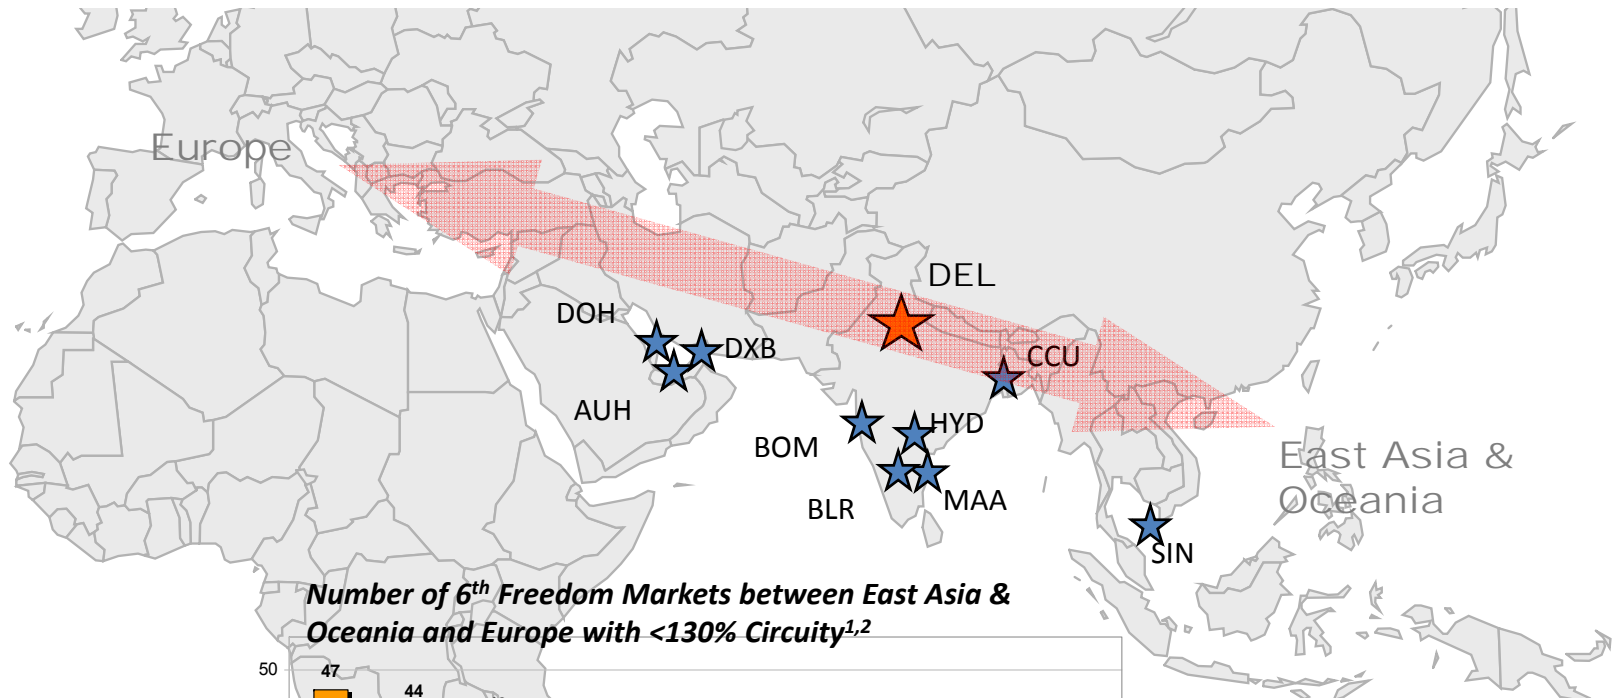 Europe
DEL
DOH
DXB
CCU
AUH
HYD
BOM
East Asia &
Oceania
MAA
BLR
SIN
Number of 6th Freedom Markets between East Asia &
Oceania and Europe with <130% Circuity1,2
50
47
44